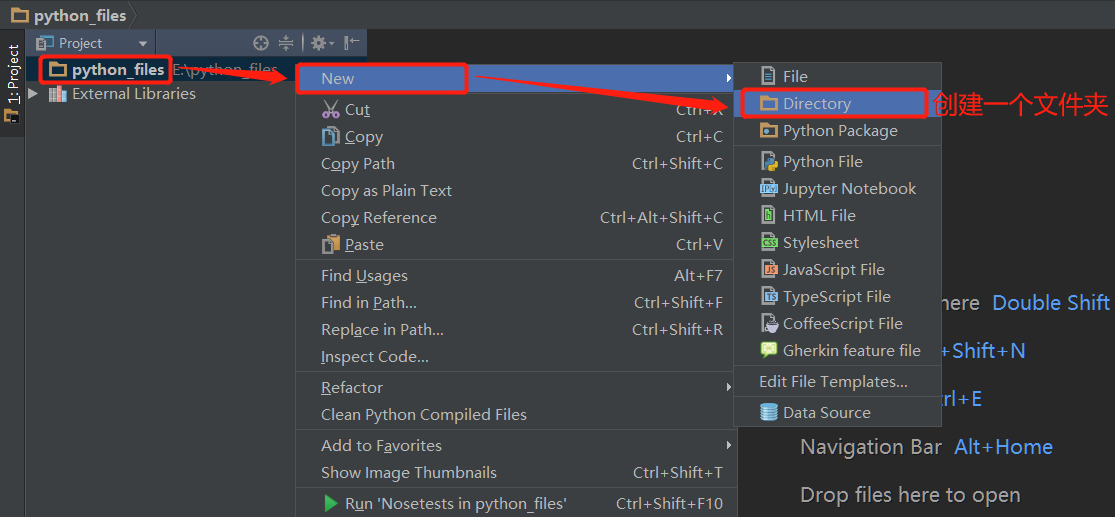 python_files
Project
1: Project
python_files E:\python_files
External Libraries
New
Cut Ctrl+X
Copy Ctrl+C
Copy Path Ctrl+Shift+C
Copy as Plain Text
Copy Reference Ctrl+Alt+Shift+C
Paste Ctrl+V
Find Usages Alt+F7
Find in Path... Ctrl+Shift+F
Replace in Path... Ctrl+Shift+R
Inspect Code...
Refactor
Clean Python Compiled Files
Add to Favorites
Show Image Thumbnails Ctrl+Shift+T
Run 'Nosetests in python_files' Ctrl+Shift+F10
File
Directory 创建一个文件夹
Python Package
Python File
Jupyter Notebook
HTML File
Stylesheet
JavaScript File
TypeScript File
CoffeeScript File
Gherkin feature file
Edit File Templates...
Data Source
here Double Shift
+Shift+N
rl+E
Navigation Bar Alt+Home
Drop files here to open